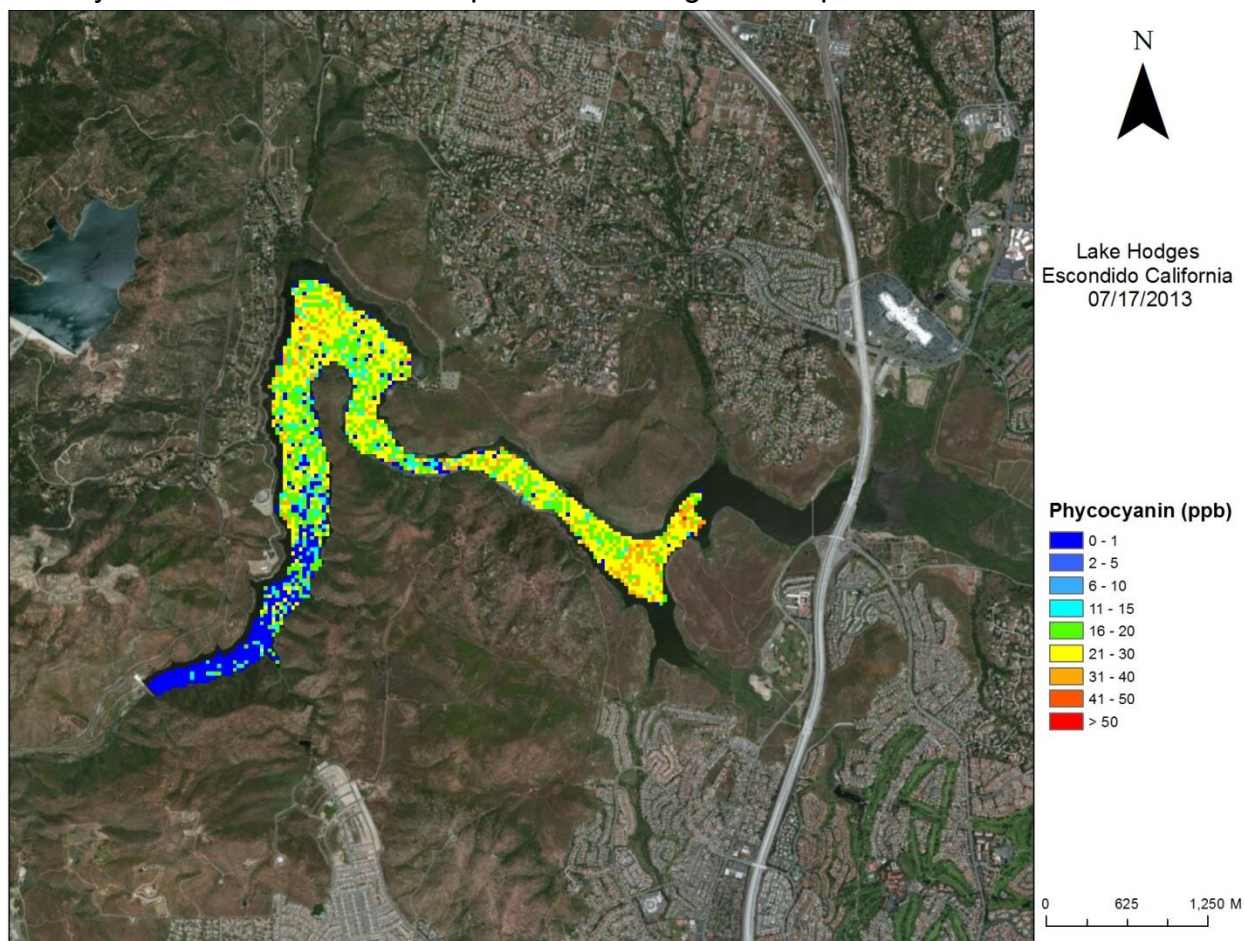 N
Lake Hodges
Escondido California
07/17/2013
Phycocyanin (ppb)
0 - 1
2 - 5
6 - 10
11 - 15
16 - 20
21 - 30
31 - 40
41 - 50
> 50
0 625 1,250 M